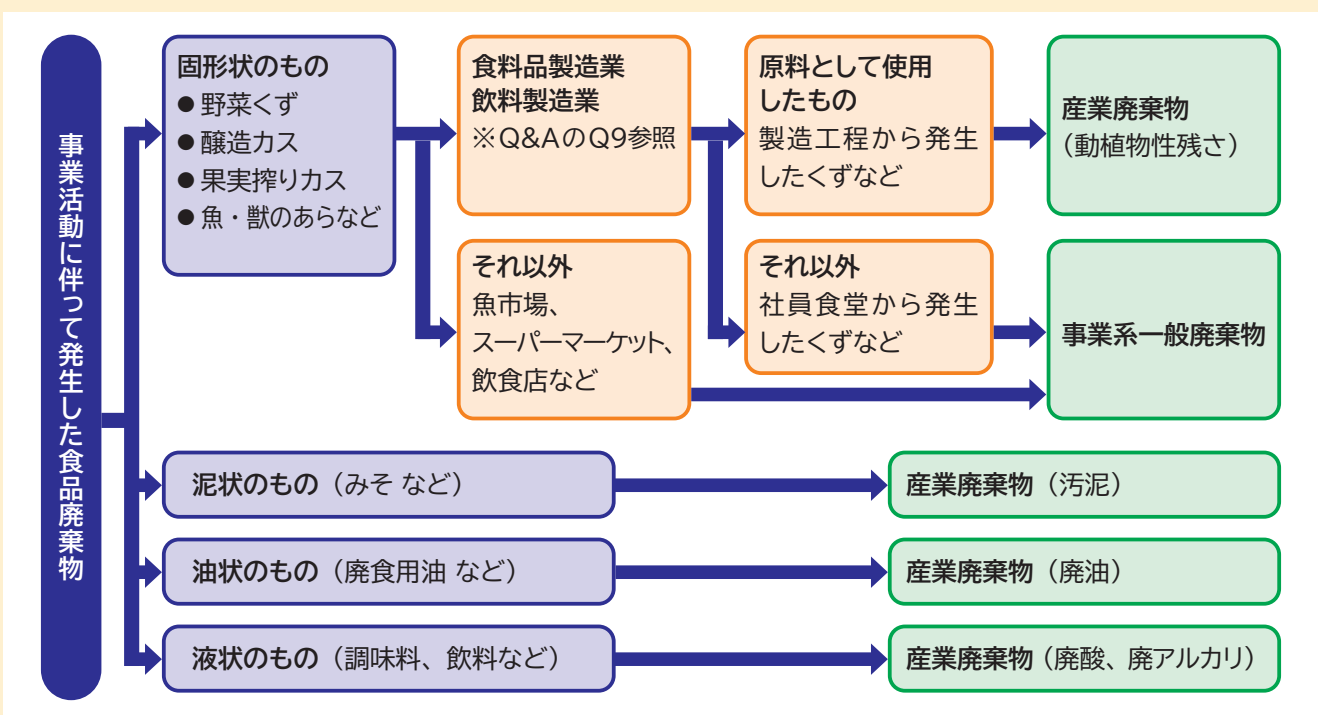 事業活動に伴って発生した食品廃棄物
固形状のもの
●野菜くず
●醸造カス
●果実搾りカス
●魚・獣のあらなど
食料品製造業
飲料製造業
※Q&AのQ9参照
原料として使用
したもの
製造工程から発生
したくずなど
産業廃棄物
（動植物性残さ）
それ以外
魚市場、
スーパーマーケット、
飲食店など
それ以外
社員食堂から発生
したくずなど
事業系一般廃棄物
泥状のもの（みそ など）
産業廃棄物（汚泥）
油状のもの（廃食用油 など）
産業廃棄物（廃油）
液状のもの（調味料、飲料など）
産業廃棄物（廃酸、廃アルカリ）